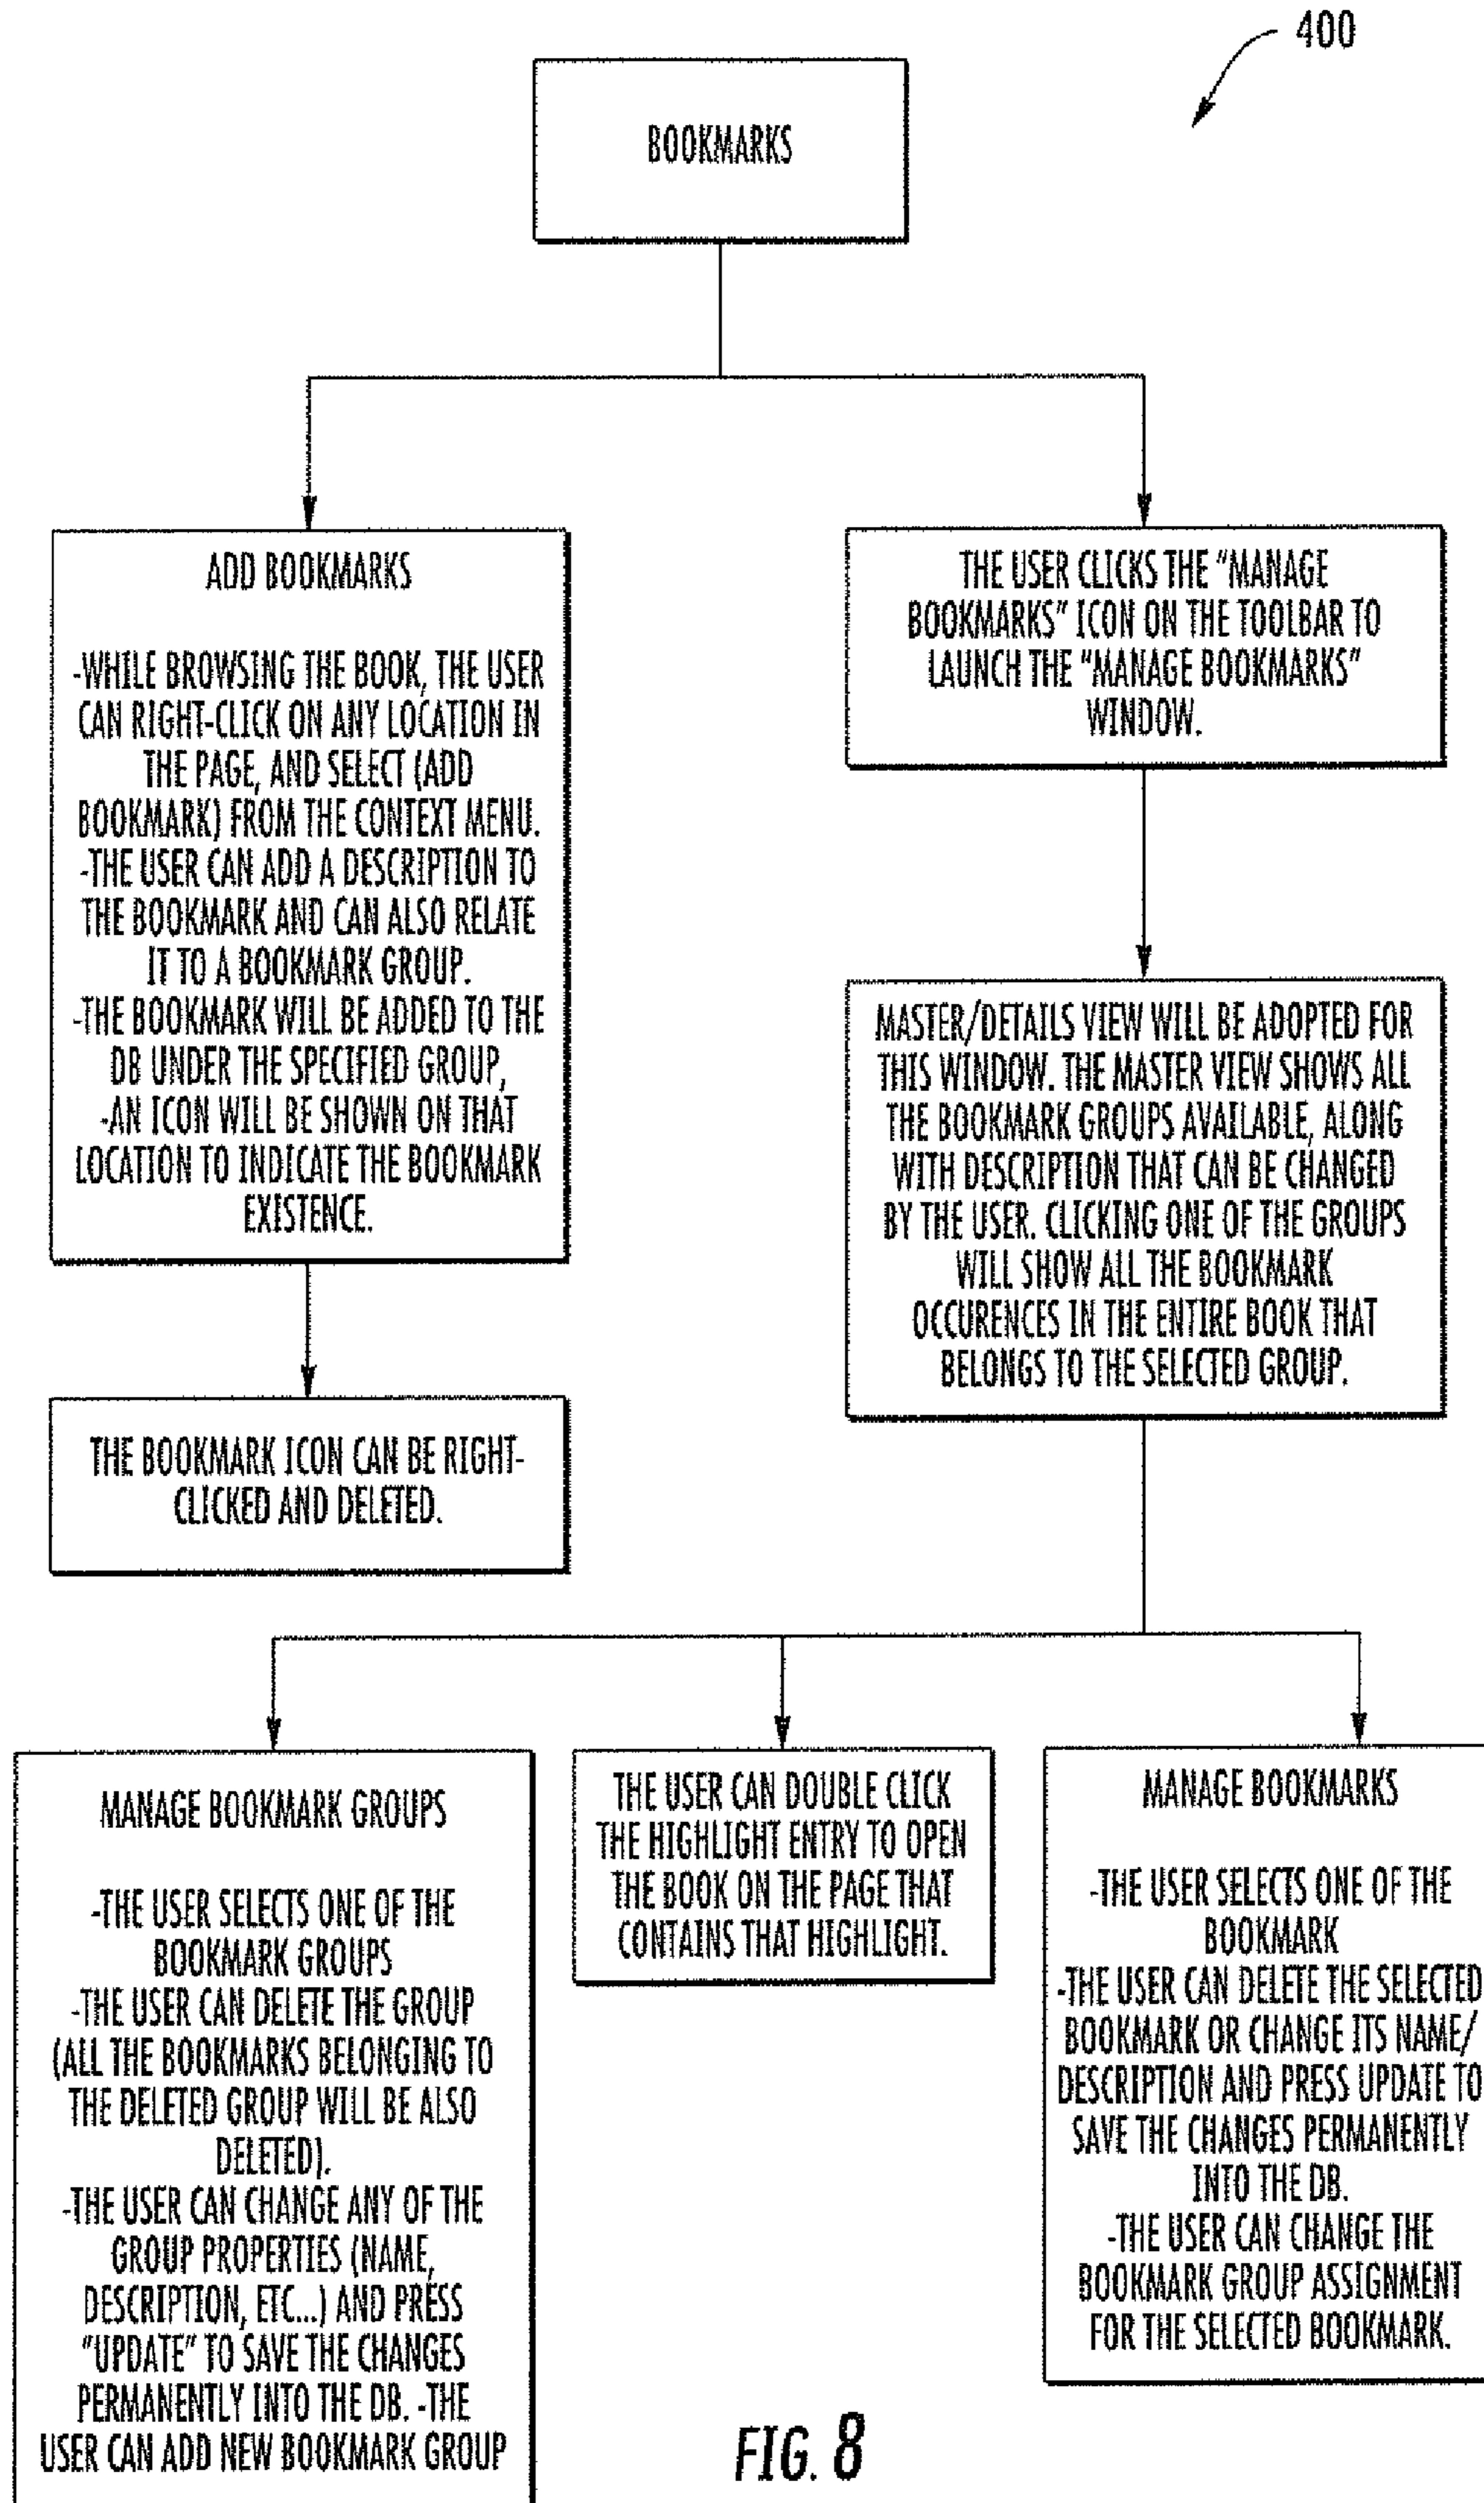 400
BOOKMARKS
ADD BOOKMARKS
-WHILE BROWSING THE BOOK, THE USER
CAN RIGHT-CLICK ON ANY LOCATION IN
THE PAGE, AND SELECT (ADD
BOOKMARK) FROM THE CONTEXT MENU.
-THE USER CAN ADD A DESCRIPTION TO
THE BOOKMARK AND CAN ALSO RELATE
IT TO A BOOKMARK GROUP.
-THE BOOKMARK WILL BE ADDED TO THE
DB UNDER THE SPECIFIED GROUP,
-AN ICON WILL BE SHOWN ON THAT
LOCATION TO INDICATE THE BOOKMARK
EXISTENCE.
THE BOOKMARK ICON CAN BE RIGHT-
CLICKED AND DELETED.
THE USER CLICKS THE "MANAGE
BOOKMARKS" ICON ON THE TOOLBAR TO
LAUNCH THE "MANAGE BOOKMARKS"
WINDOW.
MASTER/DETAILS VIEW WILL BE ADOPTED FOR
THIS WINDOW. THE MASTER VIEW SHOWS ALL
THE BOOKMARK GROUPS AVAILABLE, ALONG
WITH DESCRIPTION THAT CAN BE CHANGED
BY THE USER. CLICKING ONE OF THE GROUPS
WILL SHOW ALL THE BOOKMARK
OCCURENCES IN THE ENTIRE BOOK THAT
BELONGS TO THE SELECTED GROUP.
MANAGE BOOKMARK GROUPS
-THE USER SELECTS ONE OF THE
BOOKMARK GROUPS
-THE USER CAN DELETE THE GROUP
(ALL THE BOOKMARKS BELONGING TO
THE DELETED GROUP WILL BE ALSO
DELETED).
-THE USER CAN CHANGE ANY OF THE
GROUP PROPERTIES (NAME,
DESCRIPTION, ETC...) AND PRESS
"UPDATE" TO SAVE THE CHANGES
PERMANENTLY INTO THE DB. -THE
USER CAN ADD NEW BOOKMARK GROUP
THE USER CAN DOUBLE CLICK
THE HIGHLIGHT ENTRY TO OPEN
THE BOOK ON THE PAGE THAT
CONTAINS THAT HIGHLIGHT.
MANAGE BOOKMARKS
-THE USER SELECTS ONE OF THE
BOOKMARK
-THE USER CAN DELETE THE SELECTED
BOOKMARK OR CHANGE ITS NAME/
DESCRIPTION AND PRESS UPDATE TO
SAVE THE CHANGES PERMANENTLY
INTO THE DB.
-THE USER CAN CHANGE THE
BOOKMARK GROUP ASSIGNMENT
FOR THE SELECTED BOOKMARK.
FIG. 8